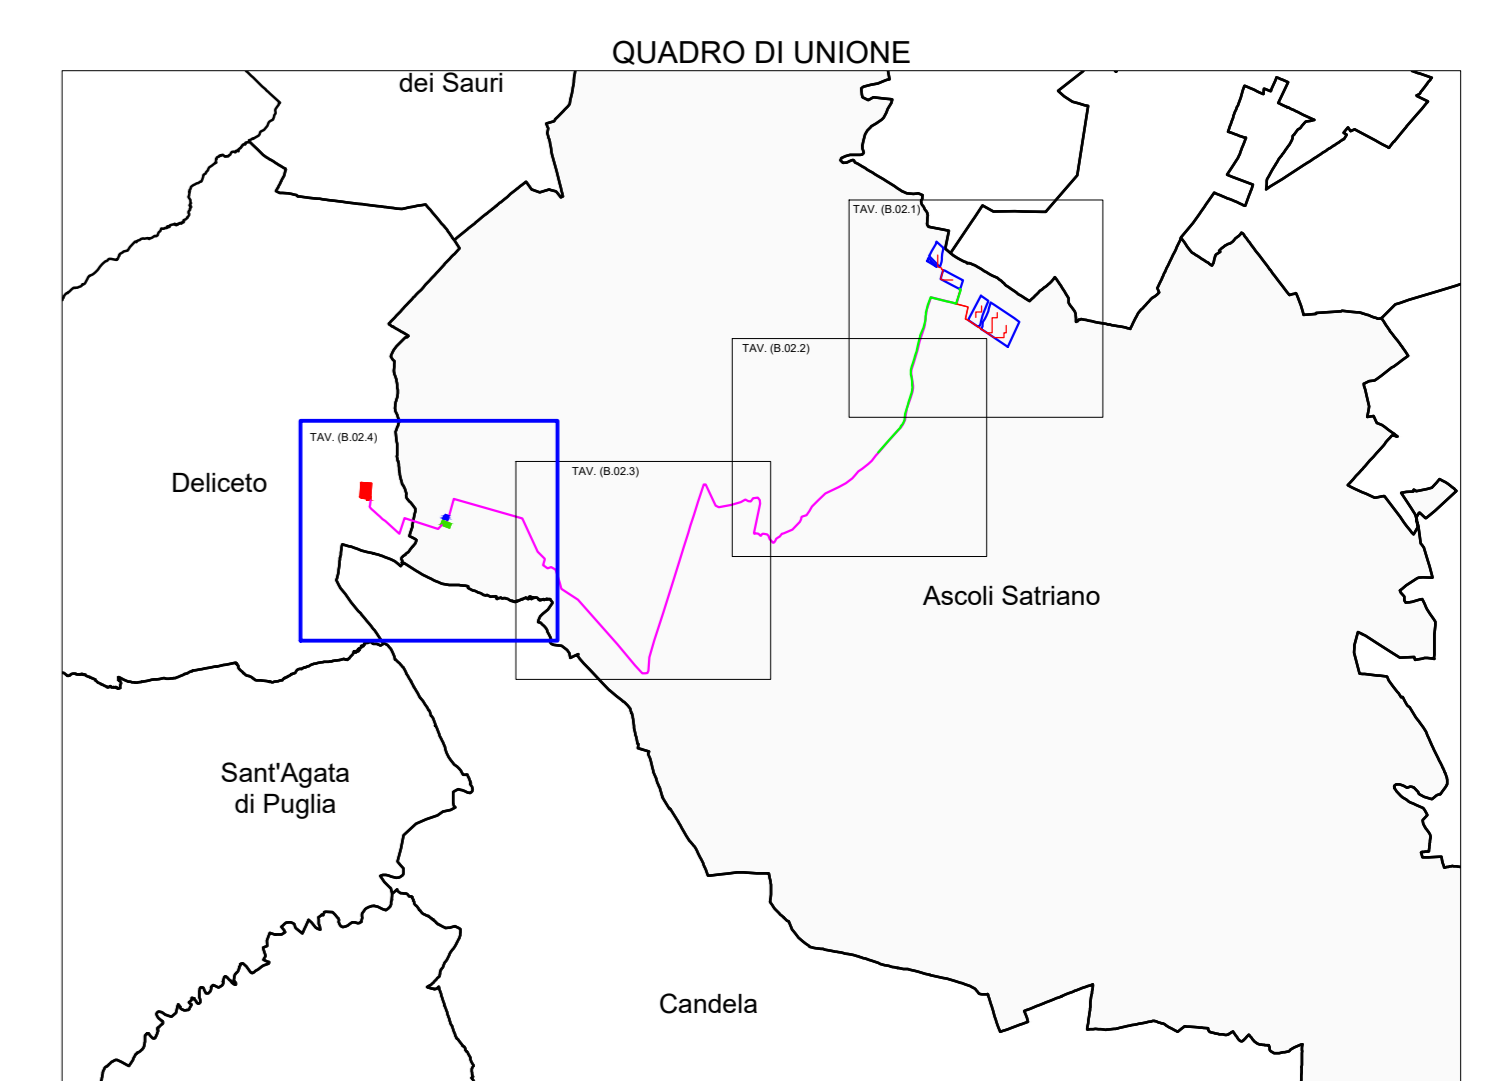 QUADRO DI UNIONE
dei Sauri
TAV. (B.02.1)
TAV. (B.02.2)
TAV. (B.02.4)
TAV. (B.02.3)
Deliceto
Ascoli Satriano
Sant'Agata
di Puglia
Candela